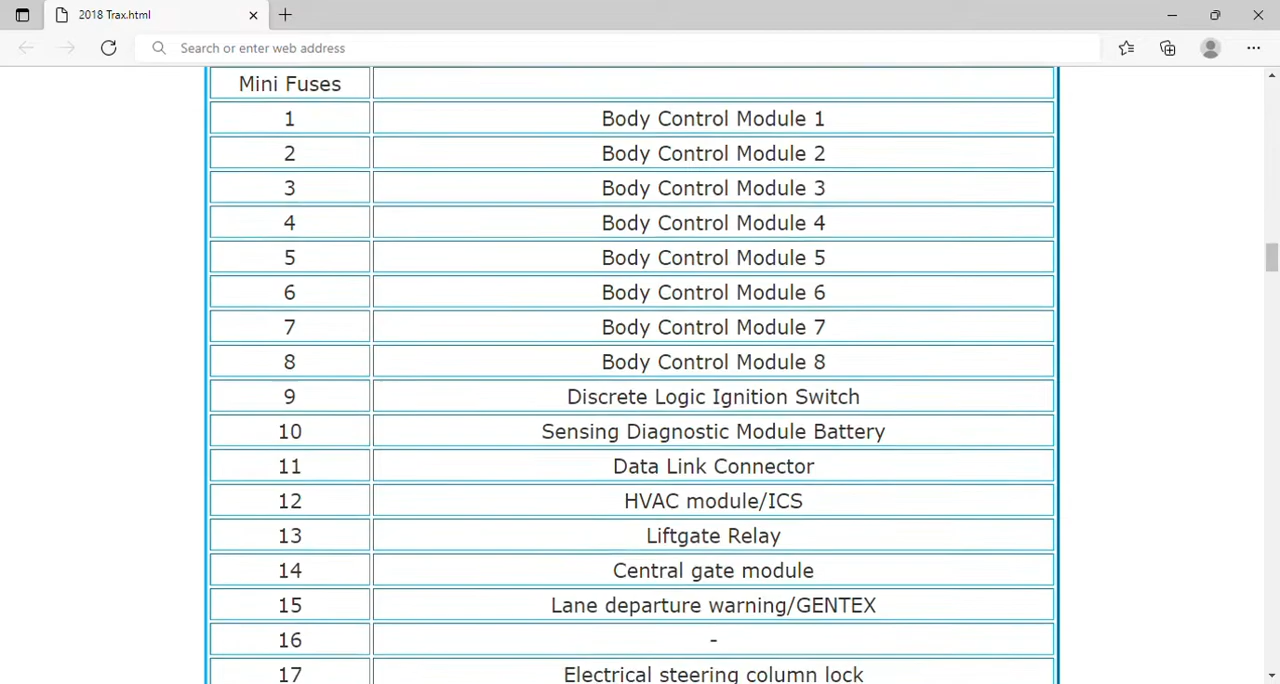 2018 Trax.html
Search or enter web address
Mini Fuses
1 Body Control Module 1
2 Body Control Module 2
3 Body Control Module 3
4 Body Control Module 4
5 Body Control Module 5
6 Body Control Module 6
7 Body Control Module 7
8 Body Control Module 8
9 Discrete Logic Ignition Switch
10 Sensing Diagnostic Module Battery
11 Data Link Connector
12 HVAC module/ICS
13 Liftgate Relay
14 Central gate module
15 Lane departure warning/GENTEX
16 -
17 Electrical steering column lock